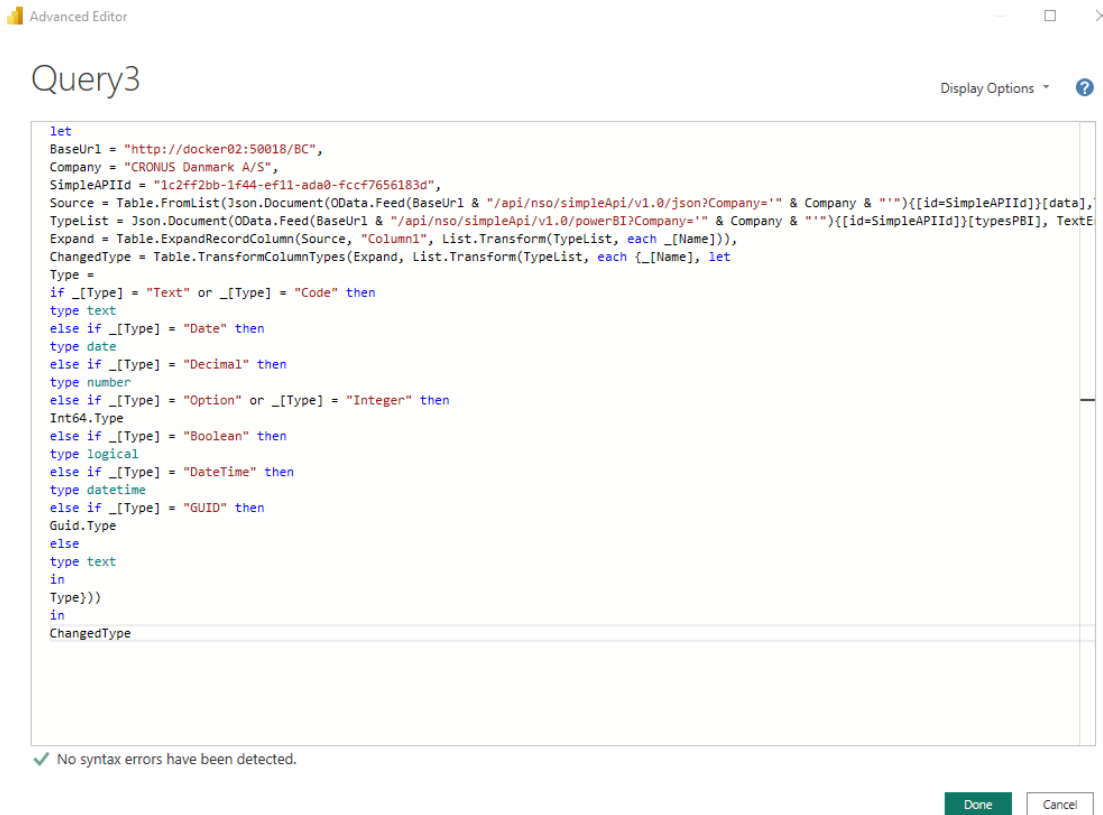 Advanced Editor
Query3
Display Options
?
let
BaseUrl = "http://docker02:50018/BC",
Company = "CRONUS Danmark A/S",
SimpleAPIId = "1c2ff2bb-1f44-ef11-ada0-fccf7656183d",
Source = Table.FromList(Json.Document(OData.Feed(BaseUrl & "/api/nso/simpleApi/v1.0/json?Company='" & Company & "'"){[id=SimpleAPIId]}[data],
TypeList = Json.Document(OData.Feed(BaseUrl & "/api/nso/simpleApi/v1.0/powerBI?Company='" & Company & "'"){[id=SimpleAPIId]}[typesPBI], TextE
Expand = Table.ExpandRecordColumn(Source, "Column1", List.Transform(TypeList, each _[Name])),
ChangedType = Table.TransformColumnTypes(Expand, List.Transform(TypeList, each {_[Name], let
Type =
if _[Type] = "Text" or _[Type] = "Code" then
type text
else if _[Type] = "Date" then
type date
else if _[Type] = "Decimal" then
type number
else if _[Type] = "Option" or _[Type] = "Integer" then
Int64.Type
else if _[Type] = "Boolean" then
type logical
else if _[Type] = "DateTime" then
type datetime
else if _[Type] = "GUID" then
Guid.Type
else
type text
in
Type}))
in
ChangedType
No syntax errors have been detected.
Done
Cancel